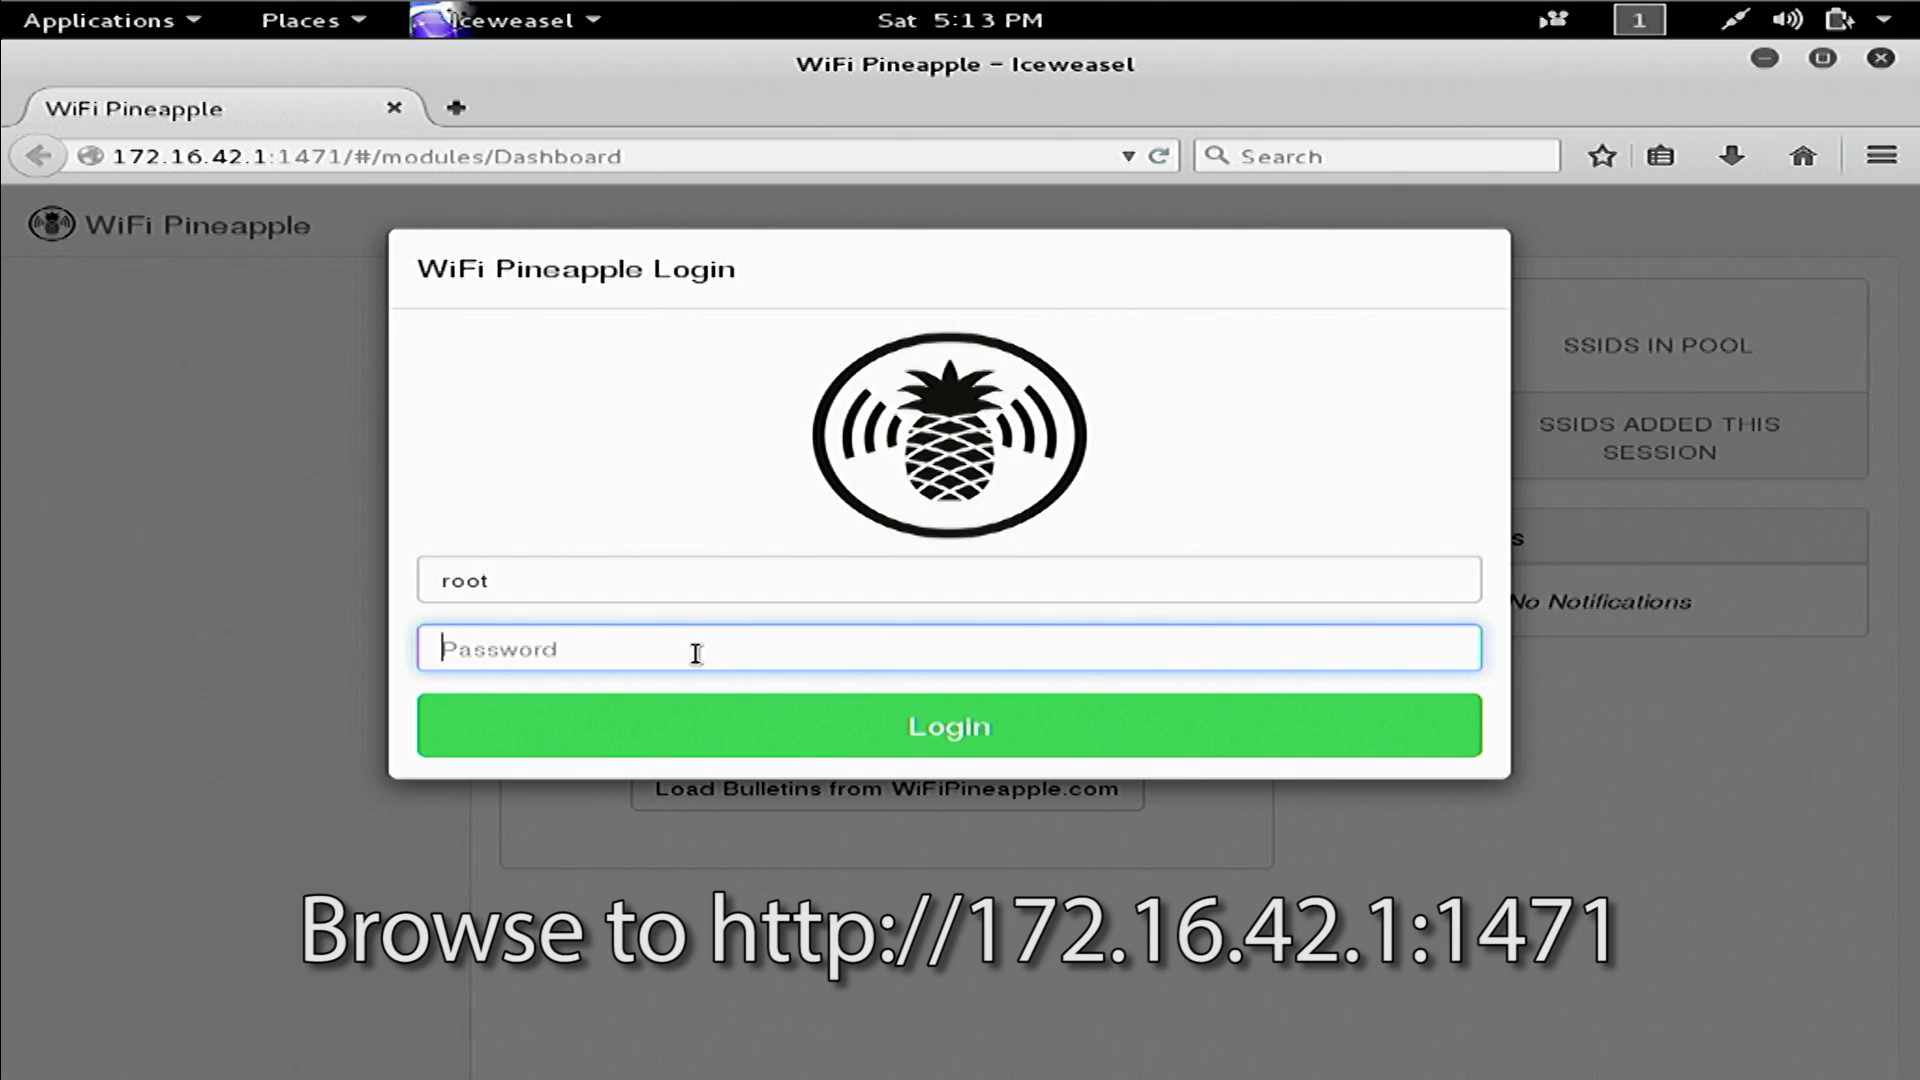 Applications Places Iceweasel Sat 5:13 PM 1
WiFi Pineapple - Iceweasel
WiFi Pineapple
172.16.42.1:1471/#/modules/Dashboard Search
WiFi Pineapple
WiFi Pineapple Login
SSIDS IN POOL
SSIDS ADDED THIS
SESSION
s
root
No Notifications
Password
Login
Load Bulletins from WiFiPineapple.com
Browse to http://172.16.42.1:1471